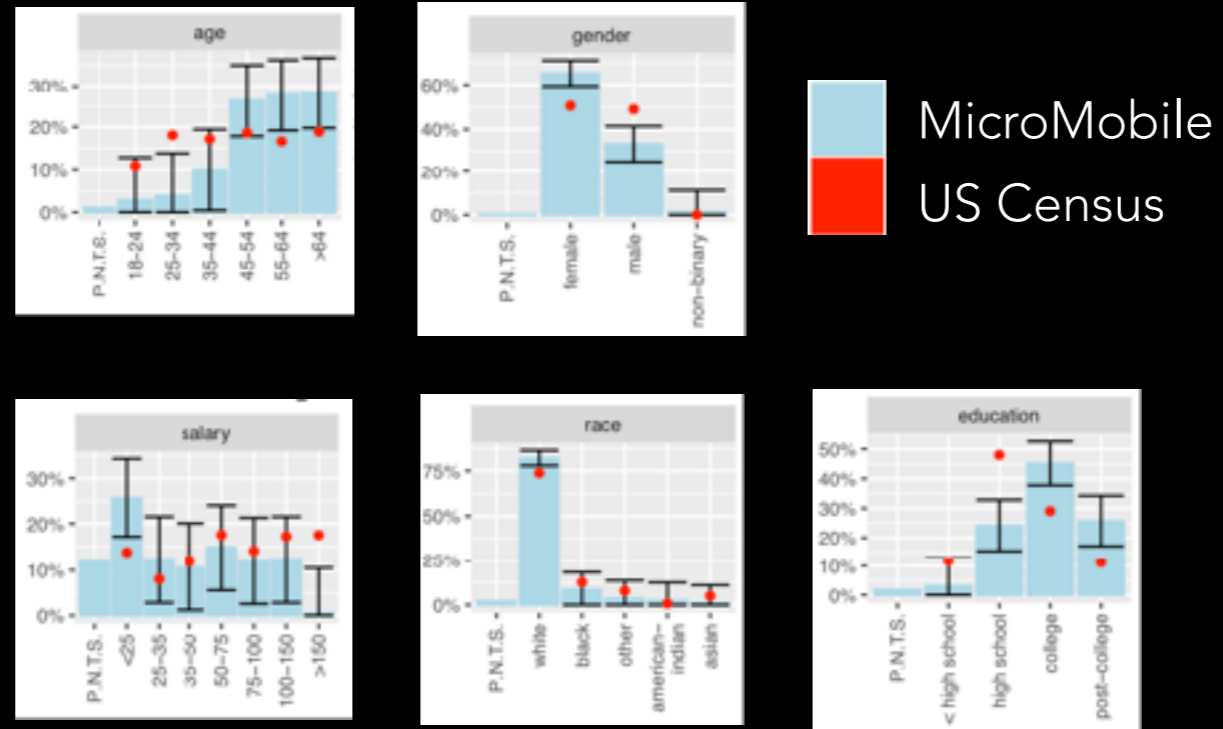 age
30%
20%
10%
0%
P.N.T.S.
18-24
25-34
35-44
45-54
55-64
>64
gender
60%
40%
20%
0%
P.N.T.S.
female
male
non-binary
MicroMobile
US Census
salary
30%
20%
10%
0%
P.N.T.S.
<25
25-35
35-50
50-75
75-100
100-150
>150
race
75%
50%
25%
0%
P.N.T.S.
white
black
other
american-
indian
asian
education
50%
40%
30%
20%
10%
0%
P.N.T.S.
< high school
high school
college
post-college